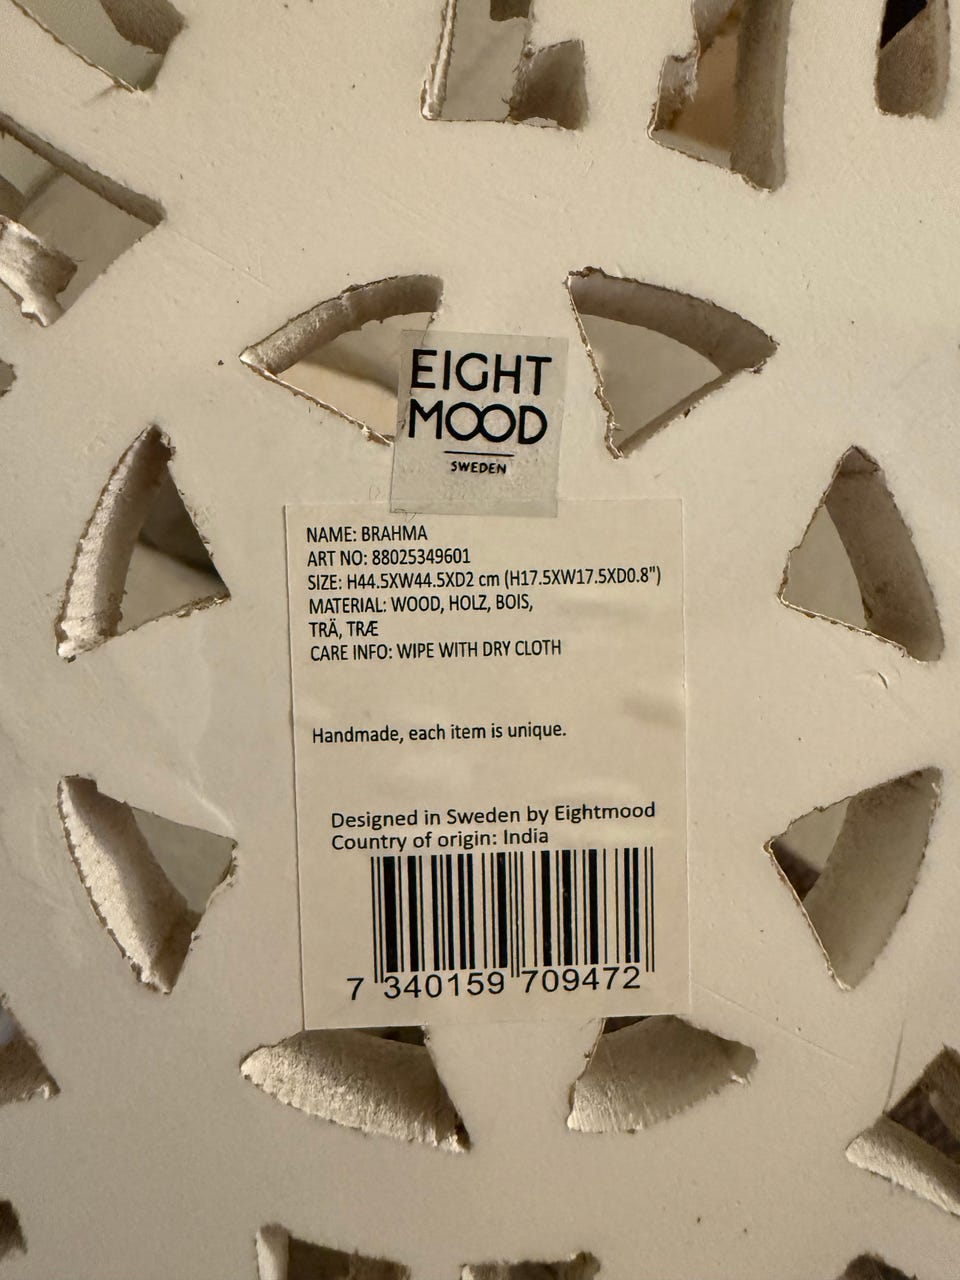 EIGHT
MOOD
SWEDEN
NAME: BRAHMA
ART NO: 88025349601
SIZE: H44.5XW44.5XD2 cm (H17.5XW17.5XD0.8")
MATERIAL: WOOD, HOLZ, BOIS,
TRÄ, TRÆ
CARE INFO: WIPE WITH DRY CLOTH
Handmade, each item is unique.
Designed in Sweden by Eightmood
Country of origin: India
7 340159 709472